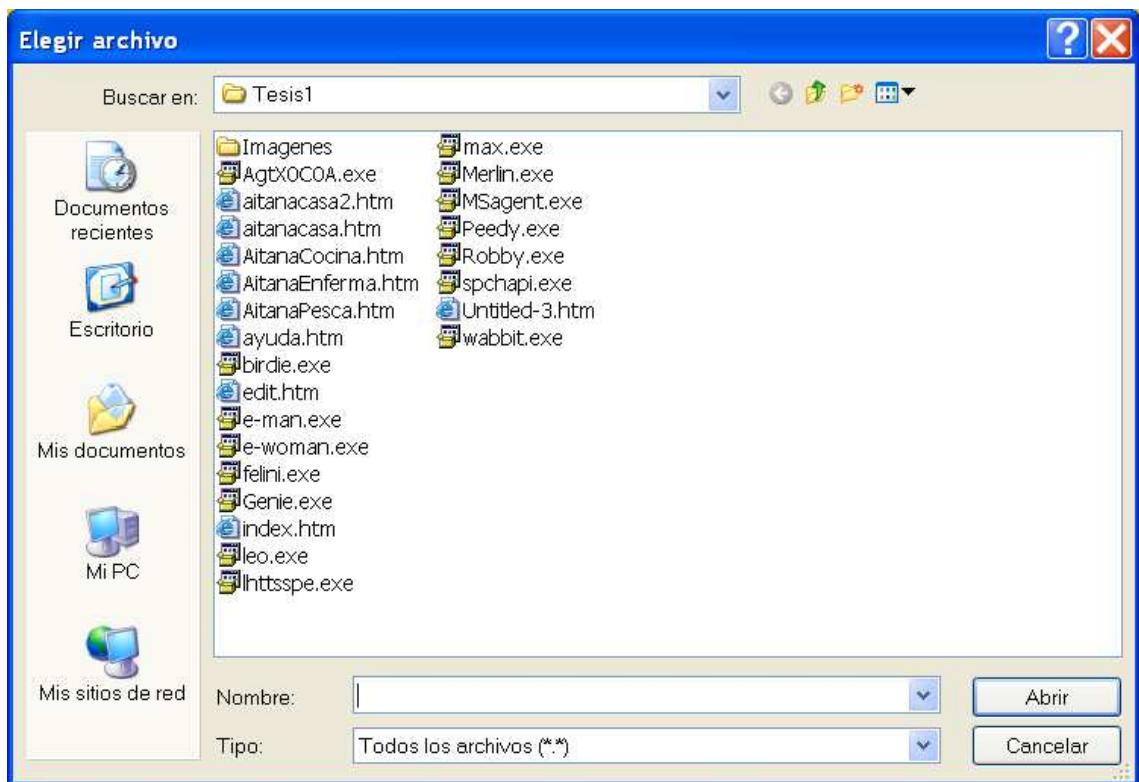 Elegir archivo
Buscar en:
Tesis1
Documentos
recientes
Escritorio
Mis documentos
Mi PC
Mis sitios de red
Imagenes
AgtX0C0A.exe
aitanacasa2.htm
aitanacasa.htm
AitanaCocina.htm
AitanaEnferma.htm
AitanaPesca.htm
ayuda.htm
birdie.exe
edit.htm
e-man.exe
e-woman.exe
felini.exe
Genie.exe
index.htm
leo.exe
lhttsspe.exe
max.exe
Merlin.exe
MSagent.exe
Peedy.exe
Robby.exe
spchapi.exe
Untitled-3.htm
wabbit.exe
Nombre:
Abrir
Tipo:
Todos los archivos (*.*)
Cancelar